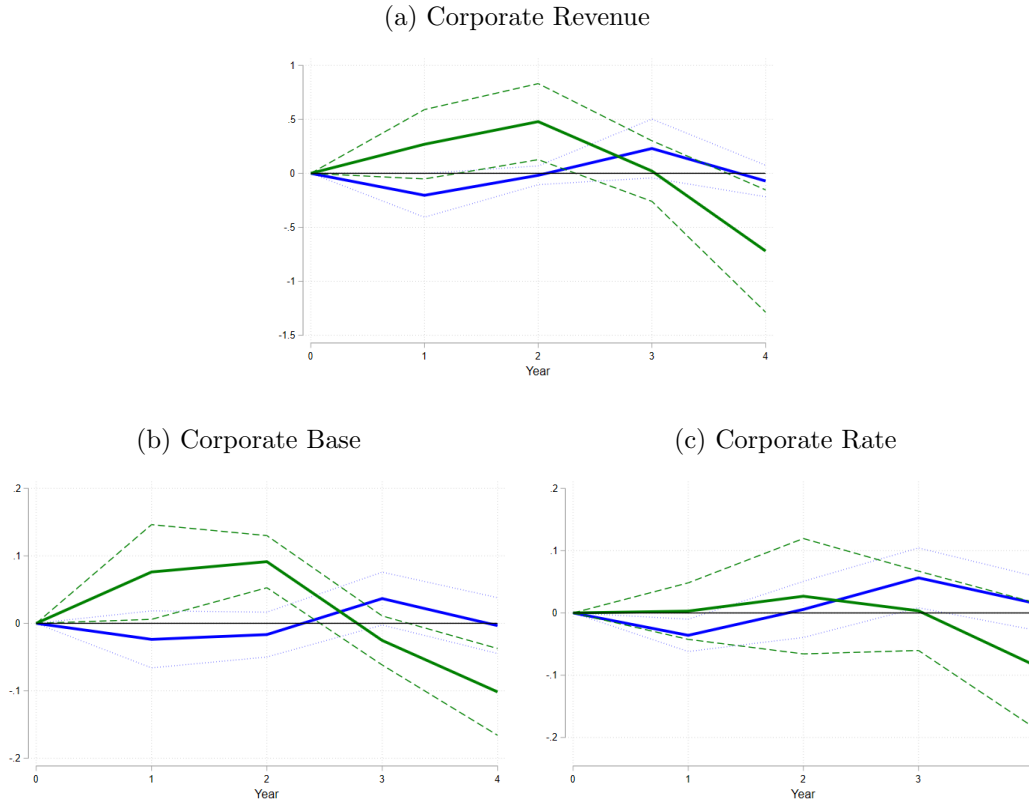 (a) Corporate Revenue
1
.5
0
-.5
-1
-1.5
0 1 2 3 4
Year
(b) Corporate Base
.2
.1
0
-.1
-.2
0 1 2 3 4
Year
(c) Corporate Rate
.2
.1
0
-.1
-.2
0 1 2 3
Year